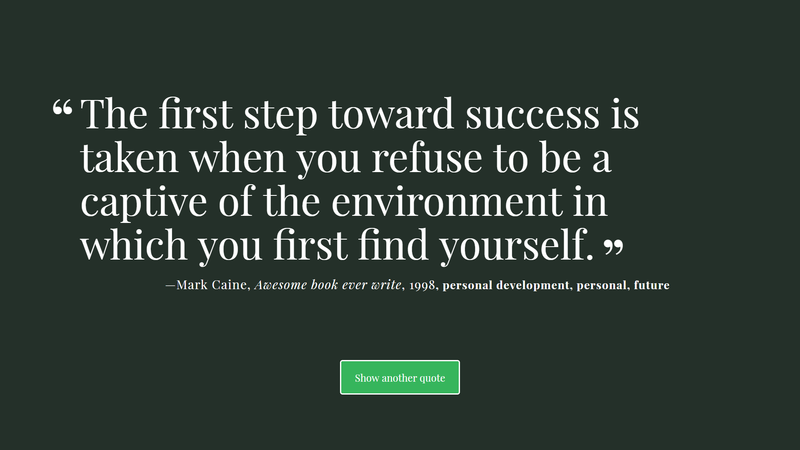 “The first step toward success is
taken when you refuse to be a
captive of the environment in
which you first find yourself.”
—Mark Caine, Awesome book ever write, 1998, personal development, personal, future
Show another quote